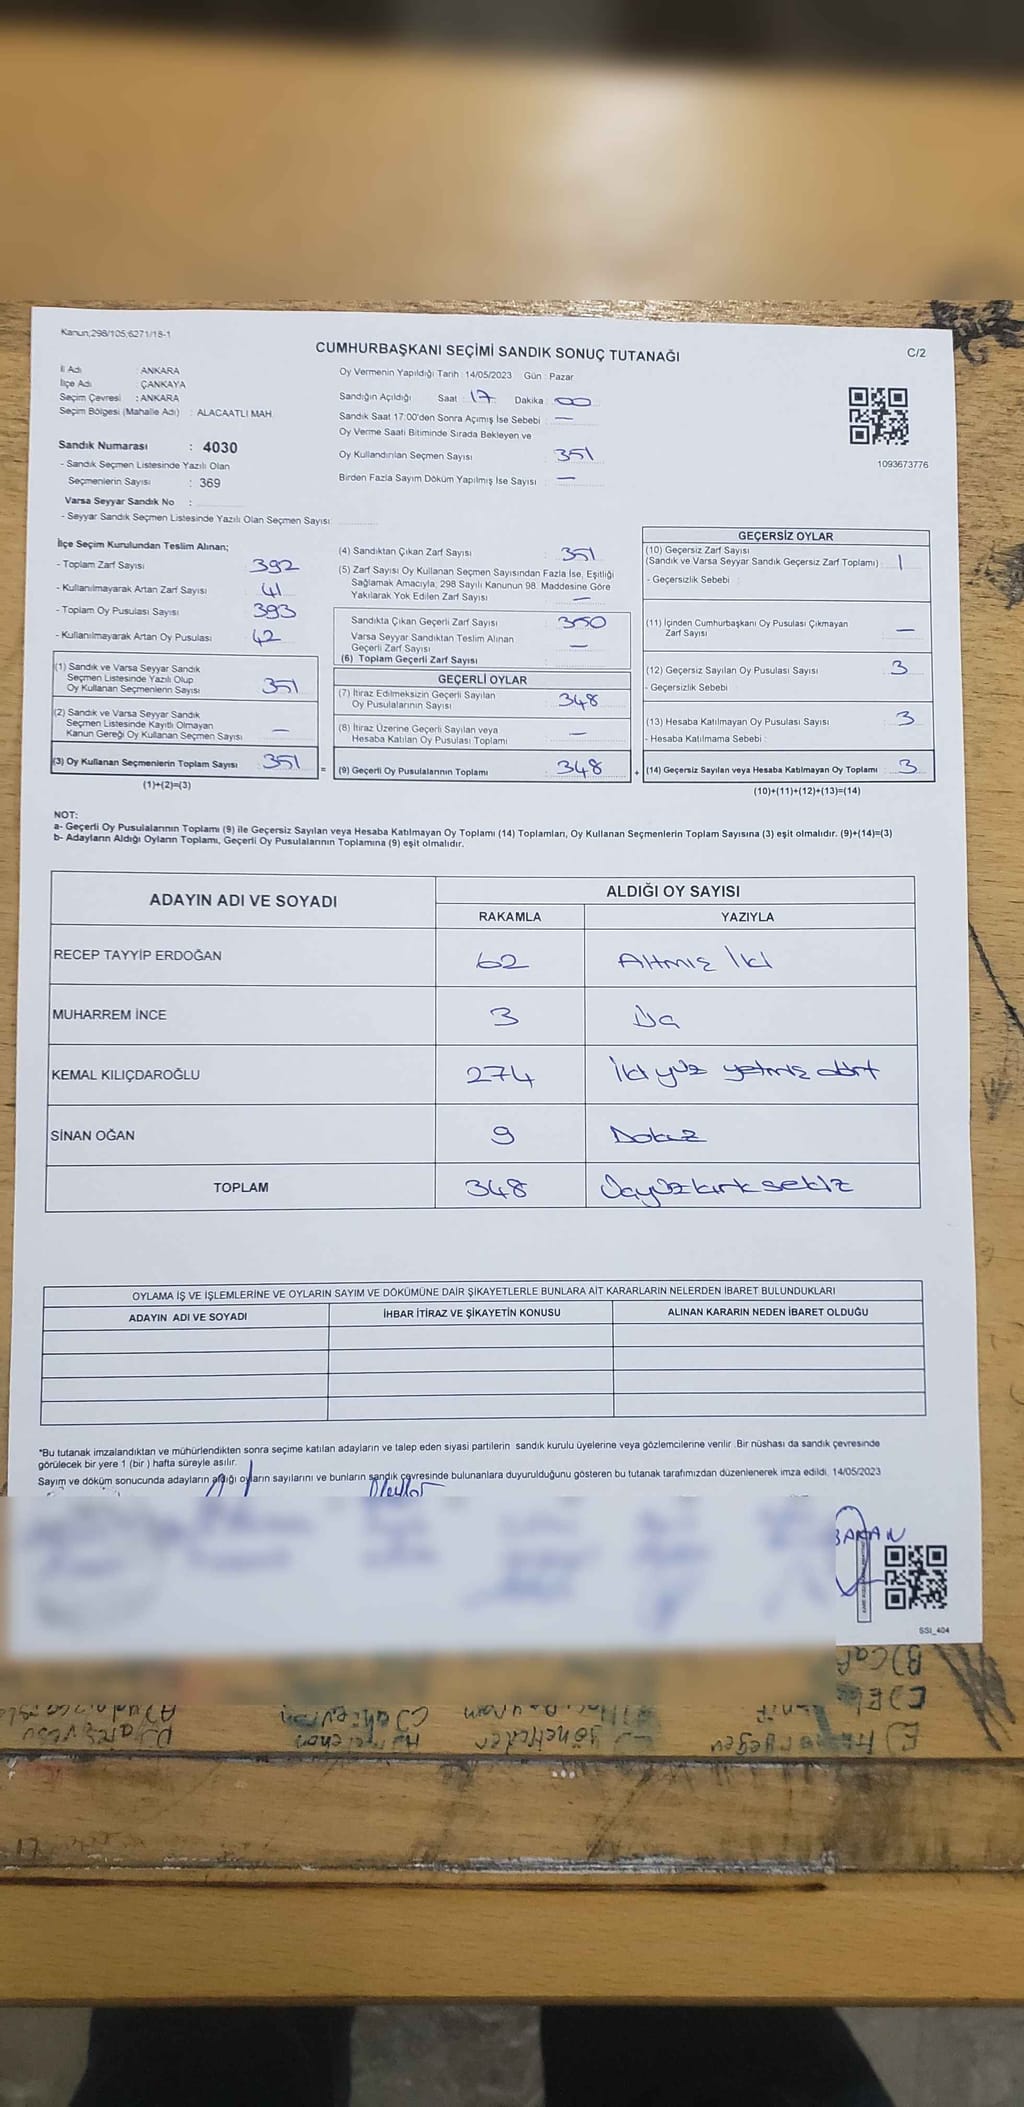 Kanun;298/105,6271/18-1
CUMHURBAŞKANI SEÇİMİ SANDIK SONUÇ TUTANAĞI
C/2
İl Adı : ANKARA
İlçe Adı : ÇANKAYA
Seçim Çevresi : ANKARA
Seçim Bölgesi (Mahalle Adı) : ALACAATLI MAH.
Sandık Numarası : 4030
- Sandık Seçmen Listesinde Yazılı Olan
Seçmenlerin Sayısı : 369
Varsa Seyyar Sandık No :
- Seyyar Sandık Seçmen Listesinde Yazılı Olan Seçmen Sayısı:
Oy Vermenin Yapıldığı Tarih : 14/05/2023 Gün : Pazar
Sandığın Açıldığı Saat : 17 Dakika : 00
Sandık Saat 17:00'den Sonra Açımış İse Sebebi : —
Oy Verme Saati Bitiminde Sırada Bekleyen ve
Oy Kullandırılan Seçmen Sayısı : 351
Birden Fazla Sayım Döküm Yapılmış İse Sayısı : —
1093673776
İlçe Seçim Kurulundan Teslim Alınan;
- Toplam Zarf Sayısı : 392
- Kullanılmayarak Artan Zarf Sayısı : 41
- Toplam Oy Pusulası Sayısı : 393
- Kullanılmayarak Artan Oy Pusulası : 42
(1) Sandık ve Varsa Seyyar Sandık
Seçmen Listesinde Yazılı Olup
Oy Kullanan Seçmenlerin Sayısı : 351
(2) Sandık ve Varsa Seyyar Sandık
Seçmen Listesinde Kayıtlı Olmayan
Kanun Gereği Oy Kullanan Seçmen Sayısı : —
(3) Oy Kullanan Seçmenlerin Toplam Sayısı : 351
(1)+(2)=(3)
=
(4) Sandıktan Çıkan Zarf Sayısı : 351
(5) Zarf Sayısı Oy Kullanan Seçmen Sayısından Fazla İse, Eşitliği
Sağlamak Amacıyla, 298 Sayılı Kanunun 98. Maddesine Göre
Yakılarak Yok Edilen Zarf Sayısı : —
Sandıkta Çıkan Geçerli Zarf Sayısı : 350
Varsa Seyyar Sandıktan Teslim Alınan
Geçerli Zarf Sayısı : —
(6) Toplam Geçerli Zarf Sayısı :
GEÇERLİ OYLAR
(7) İtiraz Edilmeksizin Geçerli Sayılan
Oy Pusulalarının Sayısı : 348
(8) İtiraz Üzerine Geçerli Sayılan veya
Hesaba Katılan Oy Pusulası Toplamı : —
(9) Geçerli Oy Pusulalarının Toplamı : 348
+
GEÇERSİZ OYLAR
(10) Geçersiz Zarf Sayısı
(Sandık ve Varsa Seyyar Sandık Geçersiz Zarf Toplamı) : 1
- Geçersizlik Sebebi :
(11) İçinden Cumhurbaşkanı Oy Pusulası Çıkmayan
Zarf Sayısı : —
(12) Geçersiz Sayılan Oy Pusulası Sayısı : 3
- Geçersizlik Sebebi :
(13) Hesaba Katılmayan Oy Pusulası Sayısı : 3
- Hesaba Katılmama Sebebi :
(14) Geçersiz Sayılan veya Hesaba Katılmayan Oy Toplamı : 3
(10)+(11)+(12)+(13)=(14)
NOT:
a- Geçerli Oy Pusulalarının Toplamı (9) ile Geçersiz Sayılan veya Hesaba Katılmayan Oy Toplamı (14) Toplamları, Oy Kullanan Seçmenlerin Toplam Sayısına (3) eşit olmalıdır. (9)+(14)=(3)
b- Adayların Aldığı Oyların Toplamı, Geçerli Oy Pusulalarının Toplamına (9) eşit olmalıdır.
ADAYIN ADI VE SOYADI
ALDIĞI OY SAYISI
RAKAMLA YAZIYLA
RECEP TAYYİP ERDOĞAN 62 Altmış İki
MUHARREM İNCE 3 Üç
KEMAL KILIÇDAROĞLU 274 İki yüz yetmiş dört
SİNAN OĞAN 9 Dokuz
TOPLAM 348 Üçyüz kırk sekiz
OYLAMA İŞ VE İŞLEMLERİNE VE OYLARIN SAYIM VE DÖKÜMÜNE DAİR ŞİKAYETLERLE BUNLARA AİT KARARLARIN NELERDEN İBARET BULUNDUKLARI
ADAYIN ADI VE SOYADI İHBAR İTİRAZ VE ŞİKAYETİN KONUSU ALINAN KARARIN NEDEN İBARET OLDUĞU
*Bu tutanak imzalandıktan ve mühürlendikten sonra seçime katılan adayların ve talep eden siyasi partilerin sandık kurulu üyelerine veya gözlemcilerine verilir. Bir nüshası da sandık çevresinde
görülecek bir yere 1 (bir ) hafta süreyle asılır.
Sayım ve döküm sonucunda adayların aldığı oyların sayılarını ve bunların sandık çevresinde bulunanlara duyurulduğunu gösteren bu tutanak tarafımızdan düzenlenerek imza edildi. 14/05/2023
SSI_404